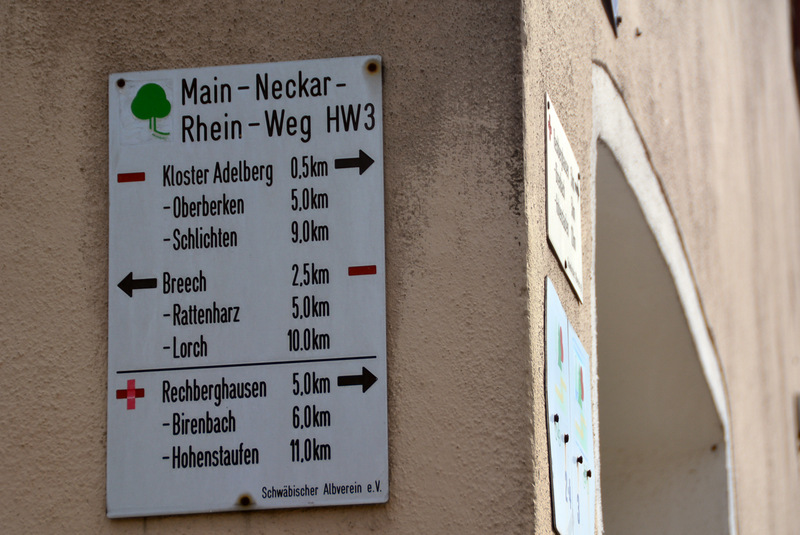 Main-Neckar-
Rhein-Weg HW3
Kloster Adelberg 0,5km
-Oberberken 5,0km
-Schlichten 9,0km
Breech 2,5km
-Rattenharz 5,0km
-Lorch 10,0km
Rechberghausen 5,0km
-Birenbach 6,0km
-Hohenstaufen 11,0km
Schwäbischer Albverein e.V.